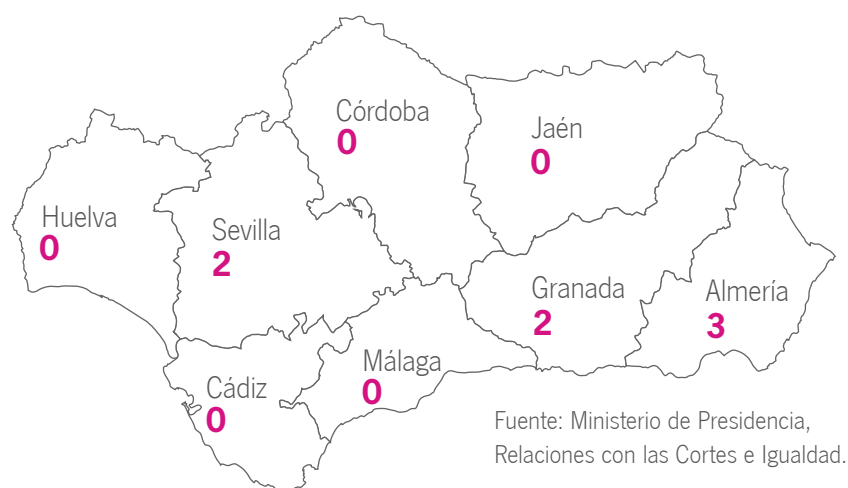 Córdoba
0
Jaén
0
Huelva
0
Sevilla
2
Granada
2
Almería
3
Málaga
0
Cádiz
0
Fuente: Ministerio de Presidencia,
Relaciones con las Cortes e Igualdad.